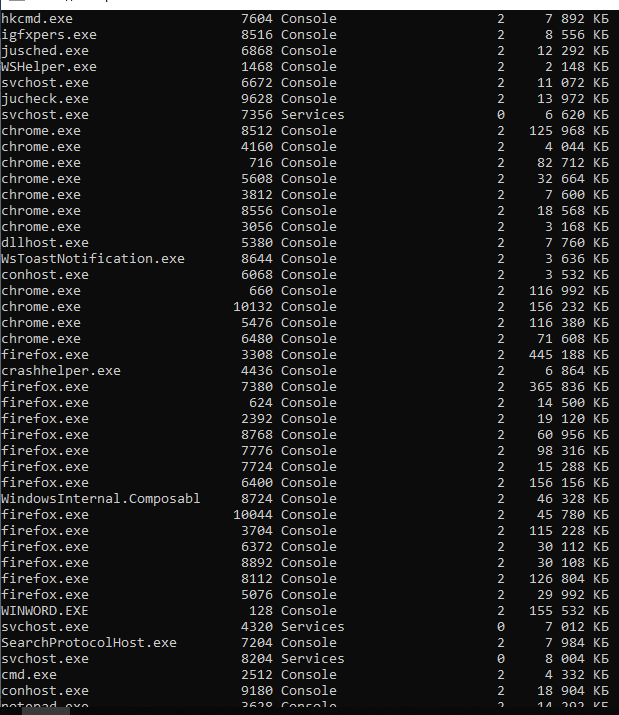 hkcmd.exe 7604 Console 2 7 892 КБ
igfxpers.exe 8516 Console 2 8 556 КБ
jusched.exe 6868 Console 2 12 292 КБ
WSHelper.exe 1468 Console 2 2 148 КБ
svchost.exe 6672 Console 2 11 072 КБ
jucheck.exe 9628 Console 2 13 972 КБ
svchost.exe 7356 Services 0 6 620 КБ
chrome.exe 8512 Console 2 125 968 КБ
chrome.exe 4160 Console 2 4 044 КБ
chrome.exe 716 Console 2 82 712 КБ
chrome.exe 5608 Console 2 32 664 КБ
chrome.exe 3812 Console 2 7 600 КБ
chrome.exe 8556 Console 2 18 568 КБ
chrome.exe 3056 Console 2 3 168 КБ
dllhost.exe 5380 Console 2 7 760 КБ
WsToastNotification.exe 8644 Console 2 3 636 КБ
conhost.exe 6068 Console 2 3 532 КБ
chrome.exe 660 Console 2 116 992 КБ
chrome.exe 10132 Console 2 156 232 КБ
chrome.exe 5476 Console 2 116 380 КБ
chrome.exe 6480 Console 2 71 608 КБ
firefox.exe 3308 Console 2 445 188 КБ
crashhelper.exe 4436 Console 2 6 864 КБ
firefox.exe 7380 Console 2 365 836 КБ
firefox.exe 624 Console 2 14 500 КБ
firefox.exe 2392 Console 2 19 120 КБ
firefox.exe 8768 Console 2 60 956 КБ
firefox.exe 7776 Console 2 98 316 КБ
firefox.exe 7724 Console 2 15 288 КБ
firefox.exe 6400 Console 2 156 156 КБ
WindowsInternal.Composabl 8724 Console 2 46 328 КБ
firefox.exe 10044 Console 2 45 780 КБ
firefox.exe 3704 Console 2 115 228 КБ
firefox.exe 6372 Console 2 30 112 КБ
firefox.exe 8892 Console 2 30 108 КБ
firefox.exe 8112 Console 2 126 804 КБ
firefox.exe 5076 Console 2 29 992 КБ
WINWORD.EXE 128 Console 2 155 532 КБ
svchost.exe 4320 Services 0 7 012 КБ
SearchProtocolHost.exe 7204 Console 2 7 984 КБ
svchost.exe 8204 Services 0 8 004 КБ
cmd.exe 2512 Console 2 4 332 КБ
conhost.exe 9180 Console 2 18 904 КБ
notepad.exe 3628 Console 2 14 292 КБ